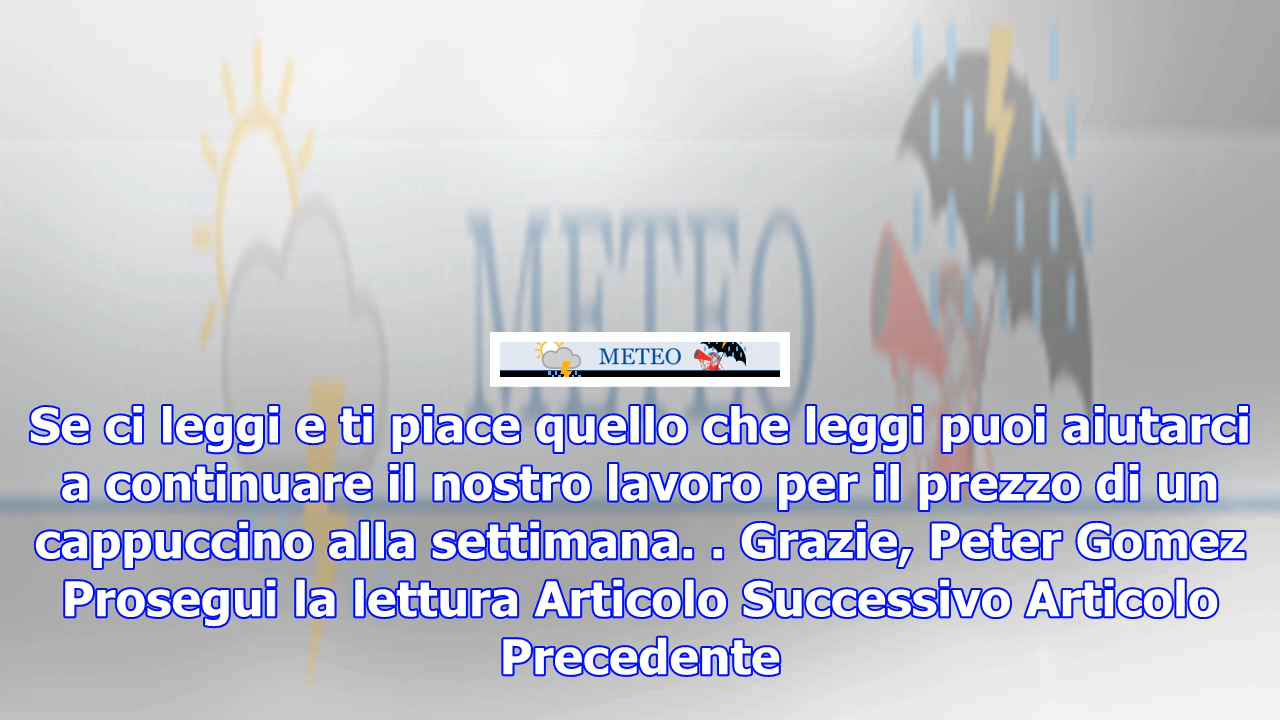 METEO
METEO
Se ci leggi e ti piace quello che leggi puoi aiutarci
a continuare il nostro lavoro per il prezzo di un
cappuccino alla settimana. . Grazie, Peter Gomez
Prosegui la lettura Articolo Successivo Articolo
Precedente